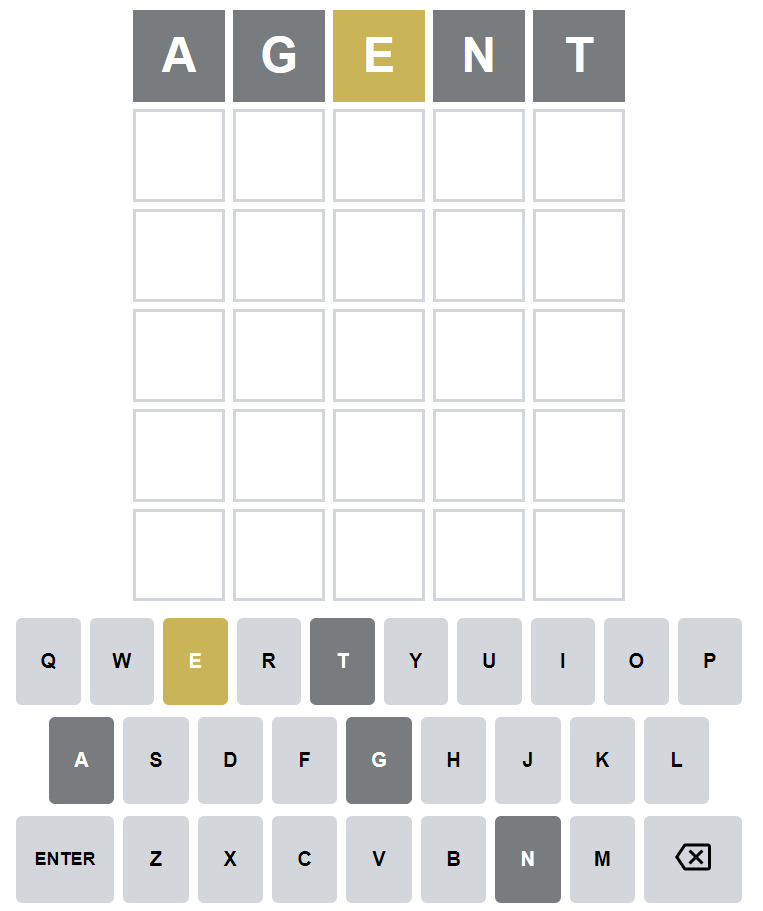 A G E N T
Q W E R T Y U I O P
A S D F G H J K L
ENTER Z X C V B N M